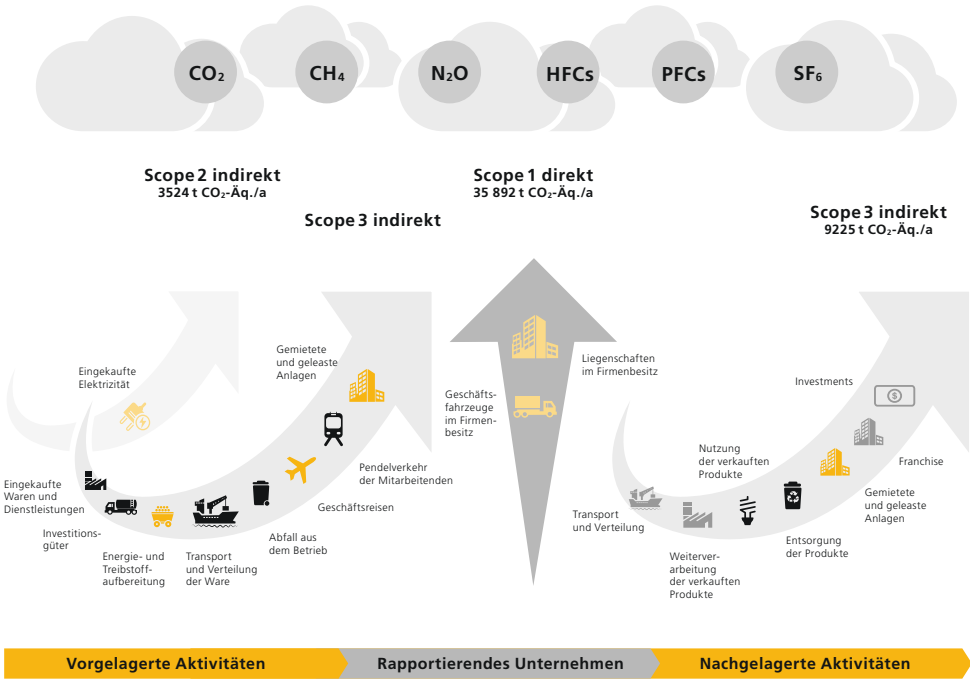 CO₂
CH₄
N₂O
HFCs
PFCs
SF₆
Scope 2 indirekt
3524 t CO₂-Äq./a
Scope 3 indirekt
Scope 1 direkt
35 892 t CO₂-Äq./a
Scope 3 indirekt
9225 t CO₂-Äq./a
Eingekaufte
Elektrizität
Eingekaufte
Waren und
Dienstleistungen
Investitions-
güter
Energie- und
Treibstoff-
aufbereitung
Transport
und Verteilung
der Ware
Abfall aus
dem Betrieb
Geschäftsreisen
Pendelverkehr
der Mitarbeitenden
Gemietete
und geleaste
Anlagen
Geschäfts-
fahrzeuge
im Firmen-
besitz
Liegenschaften
im Firmenbesitz
Transport
und Verteilung
Weiterver-
arbeitung
der verkauften
Produkte
Nutzung
der verkauften
Produkte
Entsorgung
der Produkte
Gemietete
und geleaste
Anlagen
Franchise
Investments
$
Vorgelagerte Aktivitäten
Rapportierendes Unternehmen
Nachgelagerte Aktivitäten